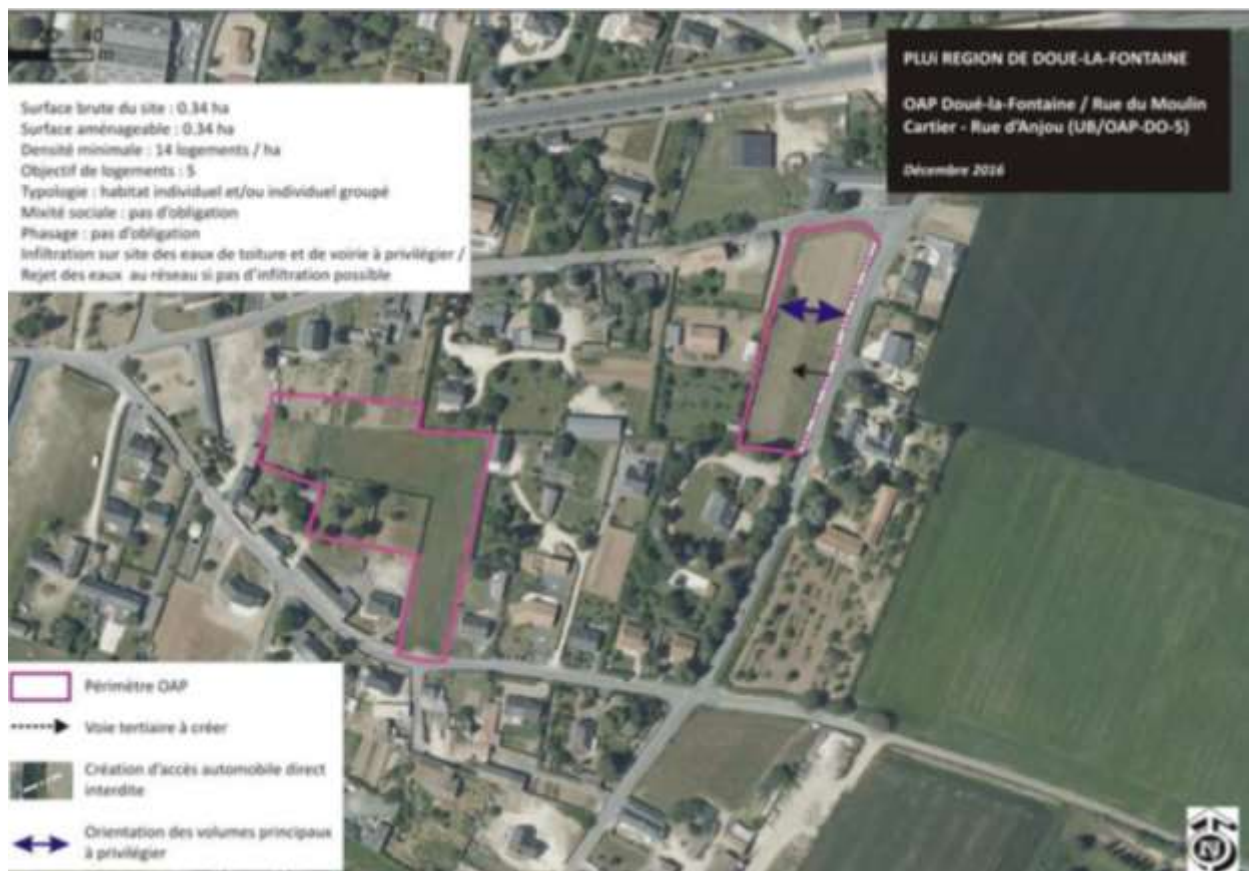 20 40
m
PLUi REGION DE DOUE-LA-FONTAINE
OAP Doué-la-Fontaine / Rue du Moulin
Cartier - Rue d'Anjou (UB/OAP-DO-5)
Décembre 2016
Surface brute du site : 0.34 ha
Surface aménageable : 0.34 ha
Densité minimale : 14 logements / ha
Objectif de logements : 5
Typologie : habitat individuel et/ou individuel groupé
Mixité sociale : pas d'obligation
Phasage : pas d'obligation
Infiltration sur site des eaux de toiture et de voirie à privilégier /
Rejet des eaux au réseau si pas d'infiltration possible
Périmètre OAP
Voie tertiaire à créer
Création d'accès automobile direct
interdite
Orientation des volumes principaux
à privilégier
N